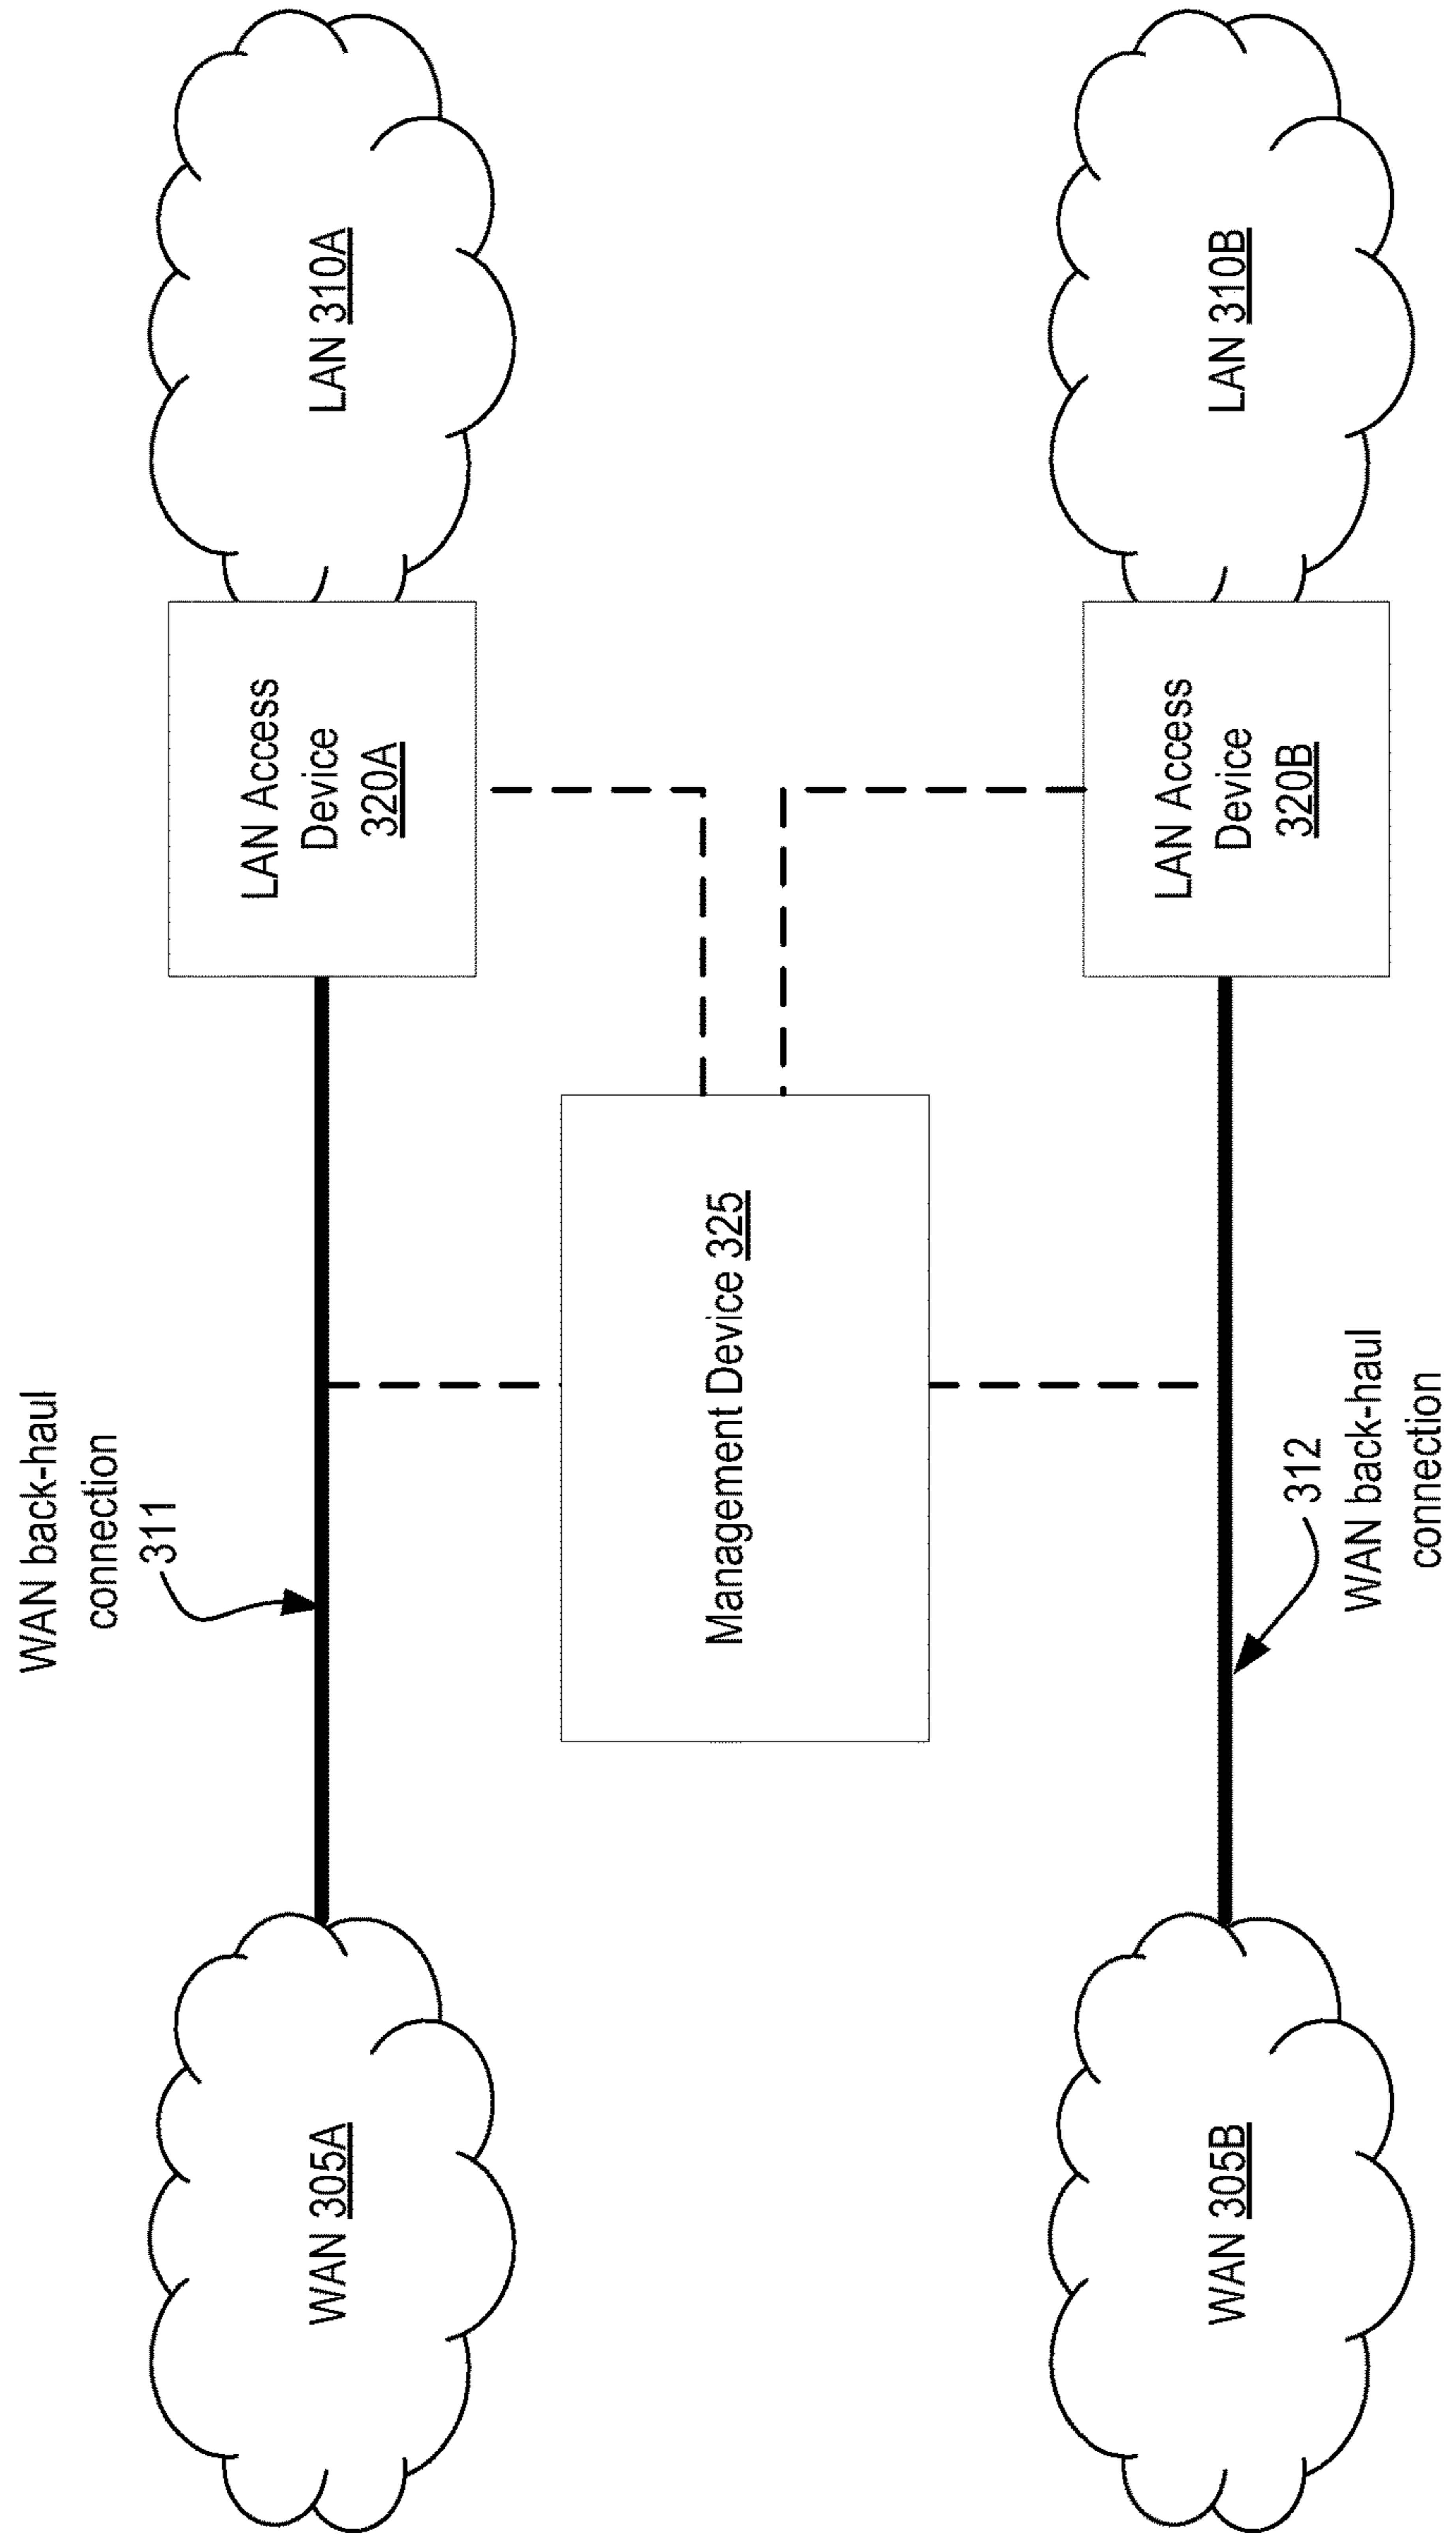 WAN back-haul
connection
311
WAN 305A
LAN Access
Device
320A
LAN 310A
Management Device 325
WAN 305B
LAN Access
Device
320B
LAN 310B
312
WAN back-haul
connection